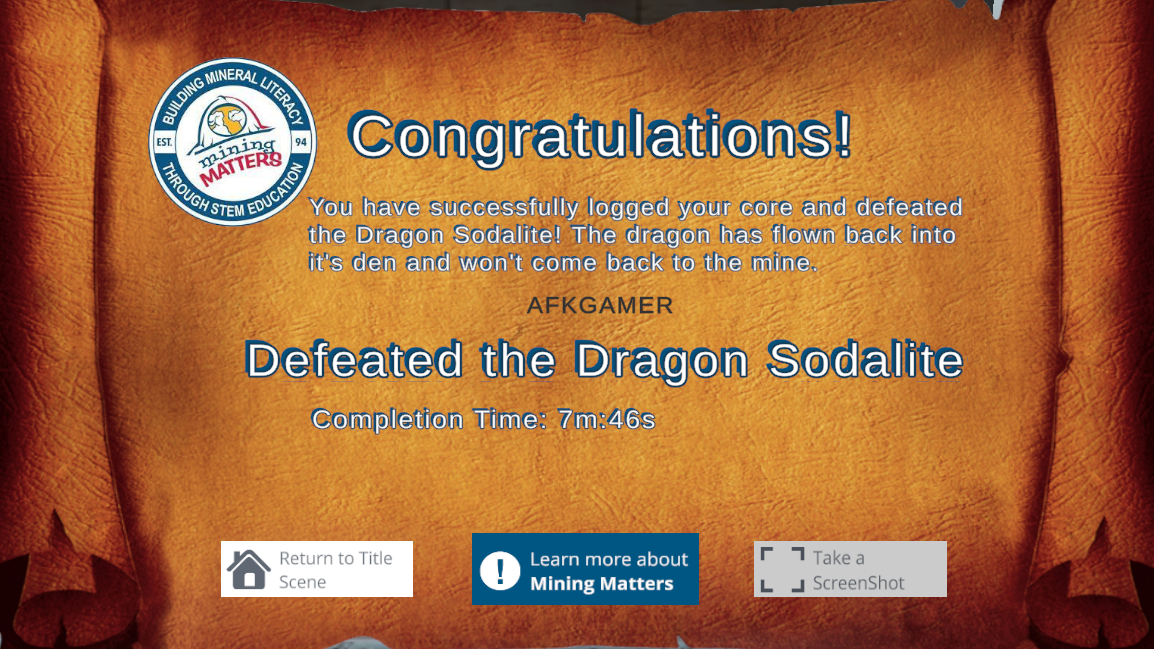 BUILDING MINERAL LITERACY
EST. 94
mining
MATTERS
THROUGH STEM EDUCATION
Congratulations!
You have successfully logged your core and defeated
the Dragon Sodalite! The dragon has flown back into
it's den and won't come back to the mine.
AFKGAMER
Defeated the Dragon Sodalite
Completion Time: 7m:46s
Return to Title
Scene
Learn more about
Mining Matters
Take a
ScreenShot